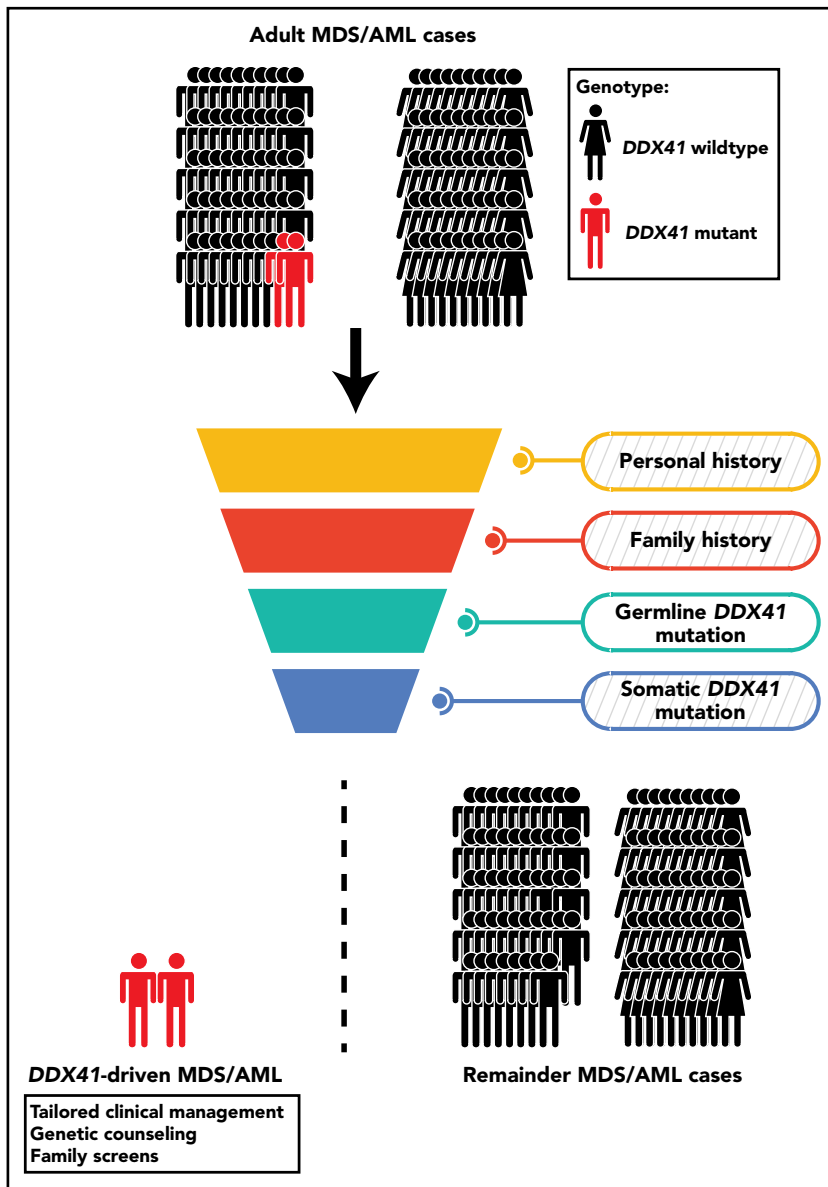 Adult MDS/AML cases
Genotype:
DDX41 wildtype
DDX41 mutant
Personal history
Family history
Germline DDX41
mutation
Somatic DDX41
mutation
DDX41-driven MDS/AML
Tailored clinical management
Genetic counseling
Family screens
Remainder MDS/AML cases